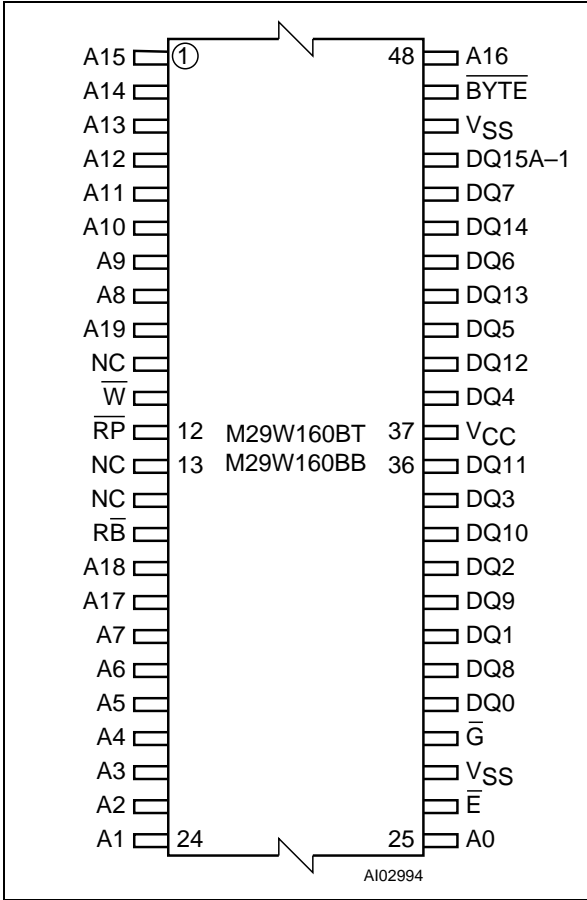 A15 ① 48 A16
A14 B̅Y̅T̅E̅
A13 VSS
A12 DQ15A–1
A11 DQ7
A10 DQ14
A9 DQ6
A8 DQ13
A19 DQ5
NC DQ12
W̅ DQ4
R̅P̅ 12 M29W160BT 37 VCC
NC 13 M29W160BB 36 DQ11
NC DQ3
RB̅ DQ10
A18 DQ2
A17 DQ9
A7 DQ1
A6 DQ8
A5 DQ0
A4 G̅
A3 VSS
A2 E̅
A1 24 25 A0
AI02994